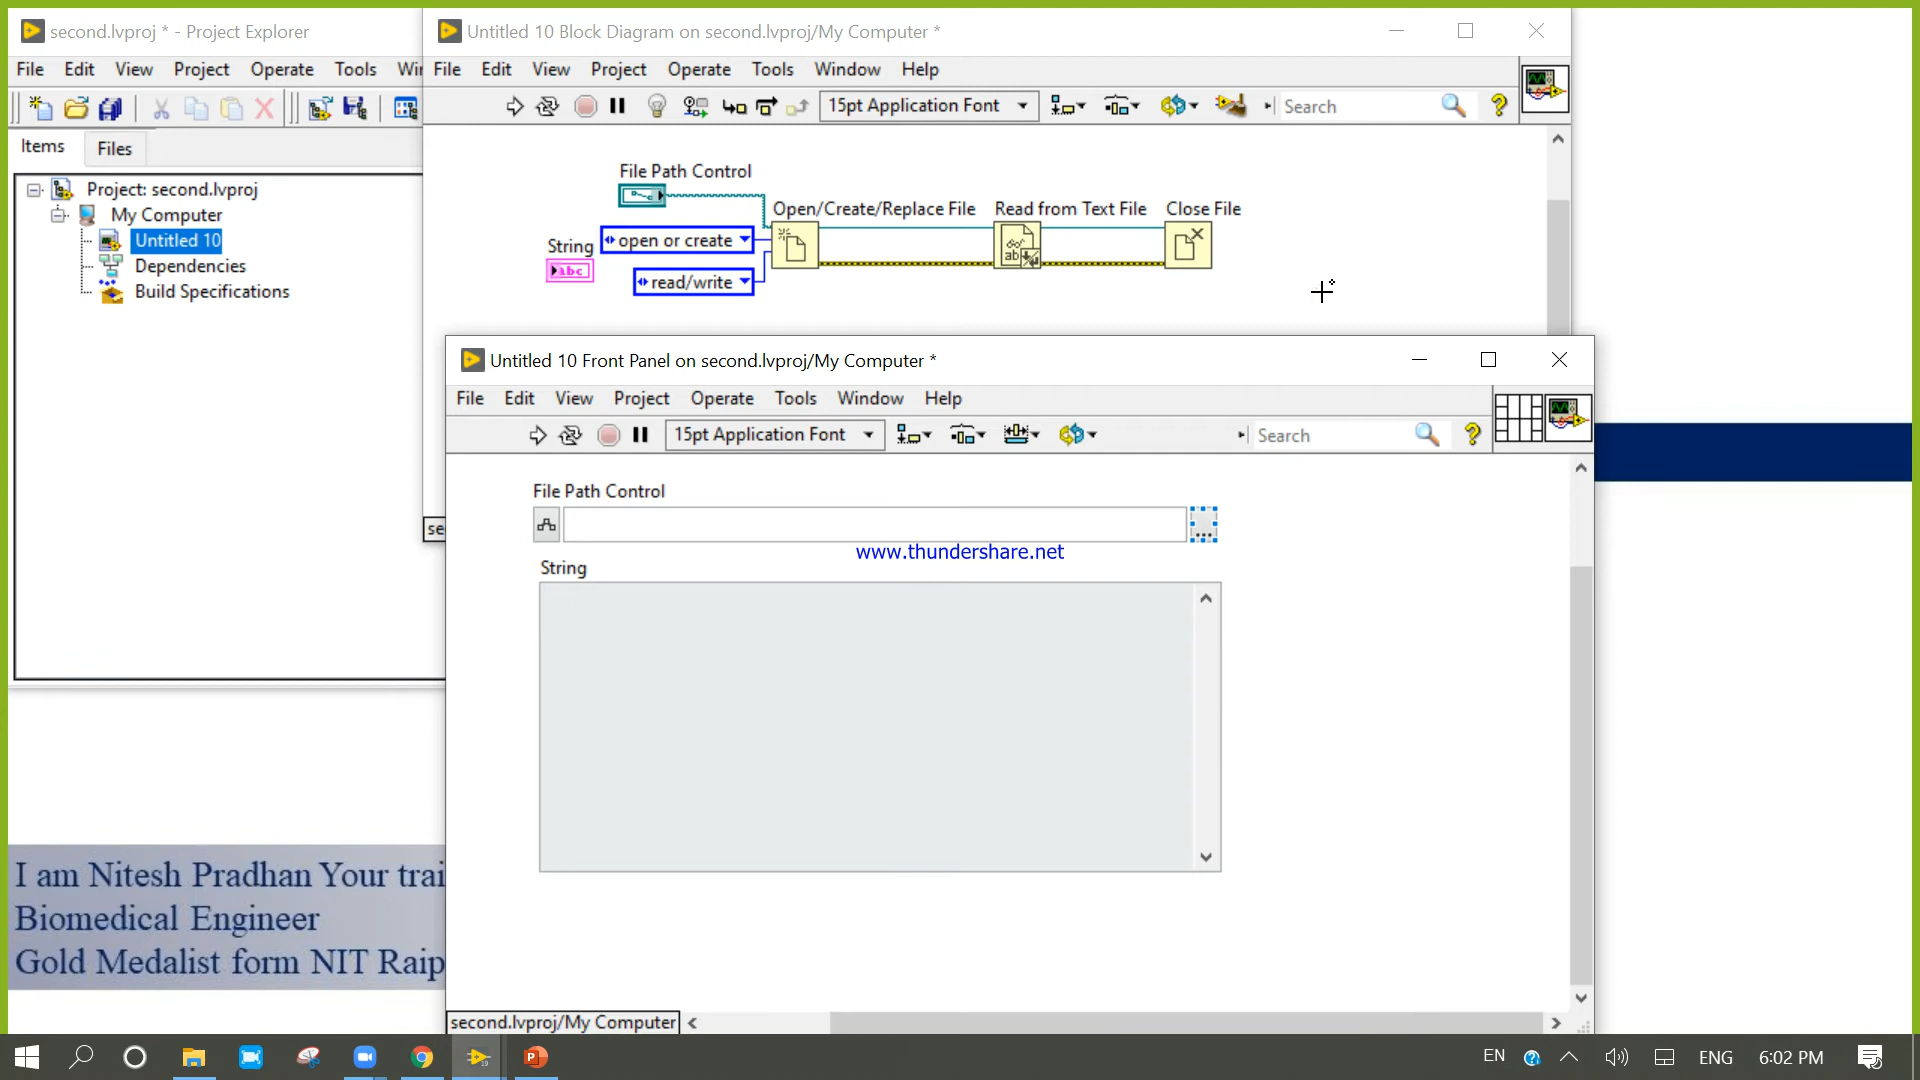 second.lvproj * - Project Explorer
File Edit View Project Operate Tools Wi
Items Files
Project: second.lvproj
My Computer
Untitled 10
Dependencies
Build Specifications
Untitled 10 Block Diagram on second.lvproj/My Computer *
File Edit View Project Operate Tools Window Help
15pt Application Font
Search
?
File Path Control
Open/Create/Replace File Read from Text File Close File
open or create
String
abc
read/write
ab
se
Untitled 10 Front Panel on second.lvproj/My Computer *
File Edit View Project Operate Tools Window Help
15pt Application Font
Search
?
File Path Control
...
www.thundershare.net
String
second.lvproj/My Computer
I am Nitesh Pradhan Your trai
Biomedical Engineer
Gold Medalist form NIT Raip
EN
ENG
6:02 PM